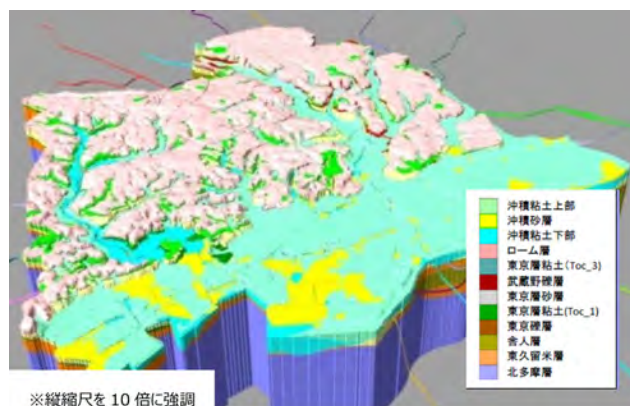 沖積粘土上部
沖積砂層
沖積粘土下部
ローム層
東京層粘土(Toc_3)
武蔵野礫層
東京層砂層
東京層粘土(Toc_1)
東京礫層
舎人層
東久留米層
北多摩層
※縦縮尺を 10 倍に強調